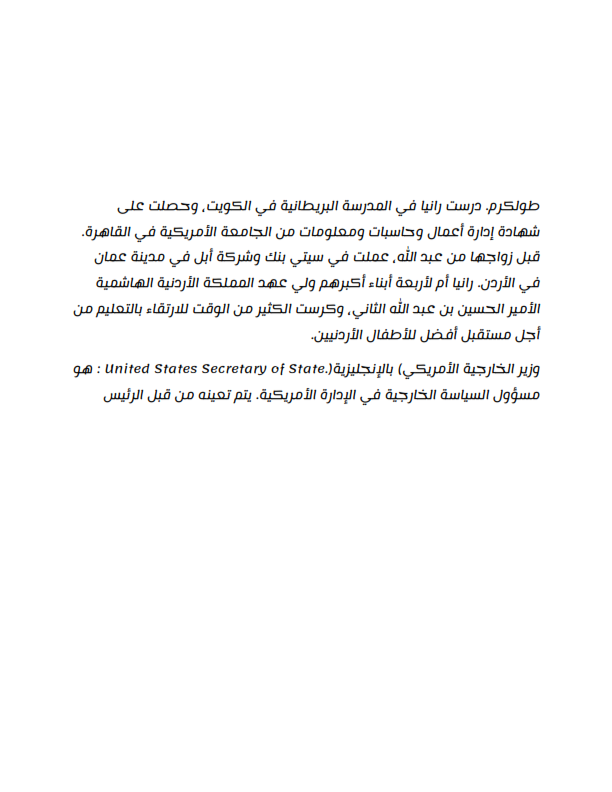 طولكرم. درست رانيا في المدرسة البريطانية في الكويت، وحصلت على
شهادة إدارة أعمال وحاسبات ومعلومات من الجامعة الأمريكية في القاهرة.
قبل زواجها من عبد الله، عملت في سيتي بنك وشركة أبل في مدينة عمان
في الأردن. رانيا أم لأربعة أبناء أكبرهم ولي عهد المملكة الأردنية الهاشمية
الأمير الحسين بن عبد الله الثاني، وكرست الكثير من الوقت للارتقاء بالتعليم من
أجل مستقبل أفضل للأطفال الأردنيين.
وزير الخارجية الأمريكي) بالإنجليزية(.United States Secretary of State : هو
مسؤول السياسة الخارجية في الإدارة الأمريكية. يتم تعينه من قبل الرئيس